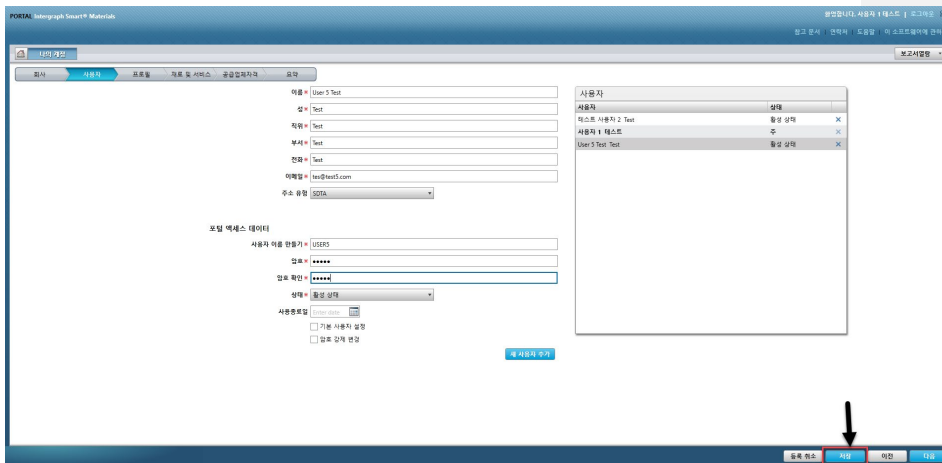 PORTAL Intergraph Smart® Materials
환영합니다. 사용자 1 테스트 | 로그아웃
참고 문서 | 연락처 | 도움말 | 이 소프트웨어에 관하
나의 계정
보고서열람
회사 사용자 프로필 재료 및 서비스 공급업체자격 요약
이름* User 5 Test
성* Test
직위* Test
부서* Test
전화* Test
이메일* tes@test5.com
주소 유형 SDTA
포털 액세스 데이터
사용자 이름 만들기* USER5
암호* •••••
암호 확인* •••••
상태* 활성 상태
사용종료일 Enter date
기본 사용자 설정
암호 강제 변경
새 사용자 추가
사용자
사용자 상태
테스트 사용자 2 Test 활성 상태 ×
사용자 1 테스트 주 ×
User 5 Test Test 활성 상태 ×
등록 취소 저장 이전 다음